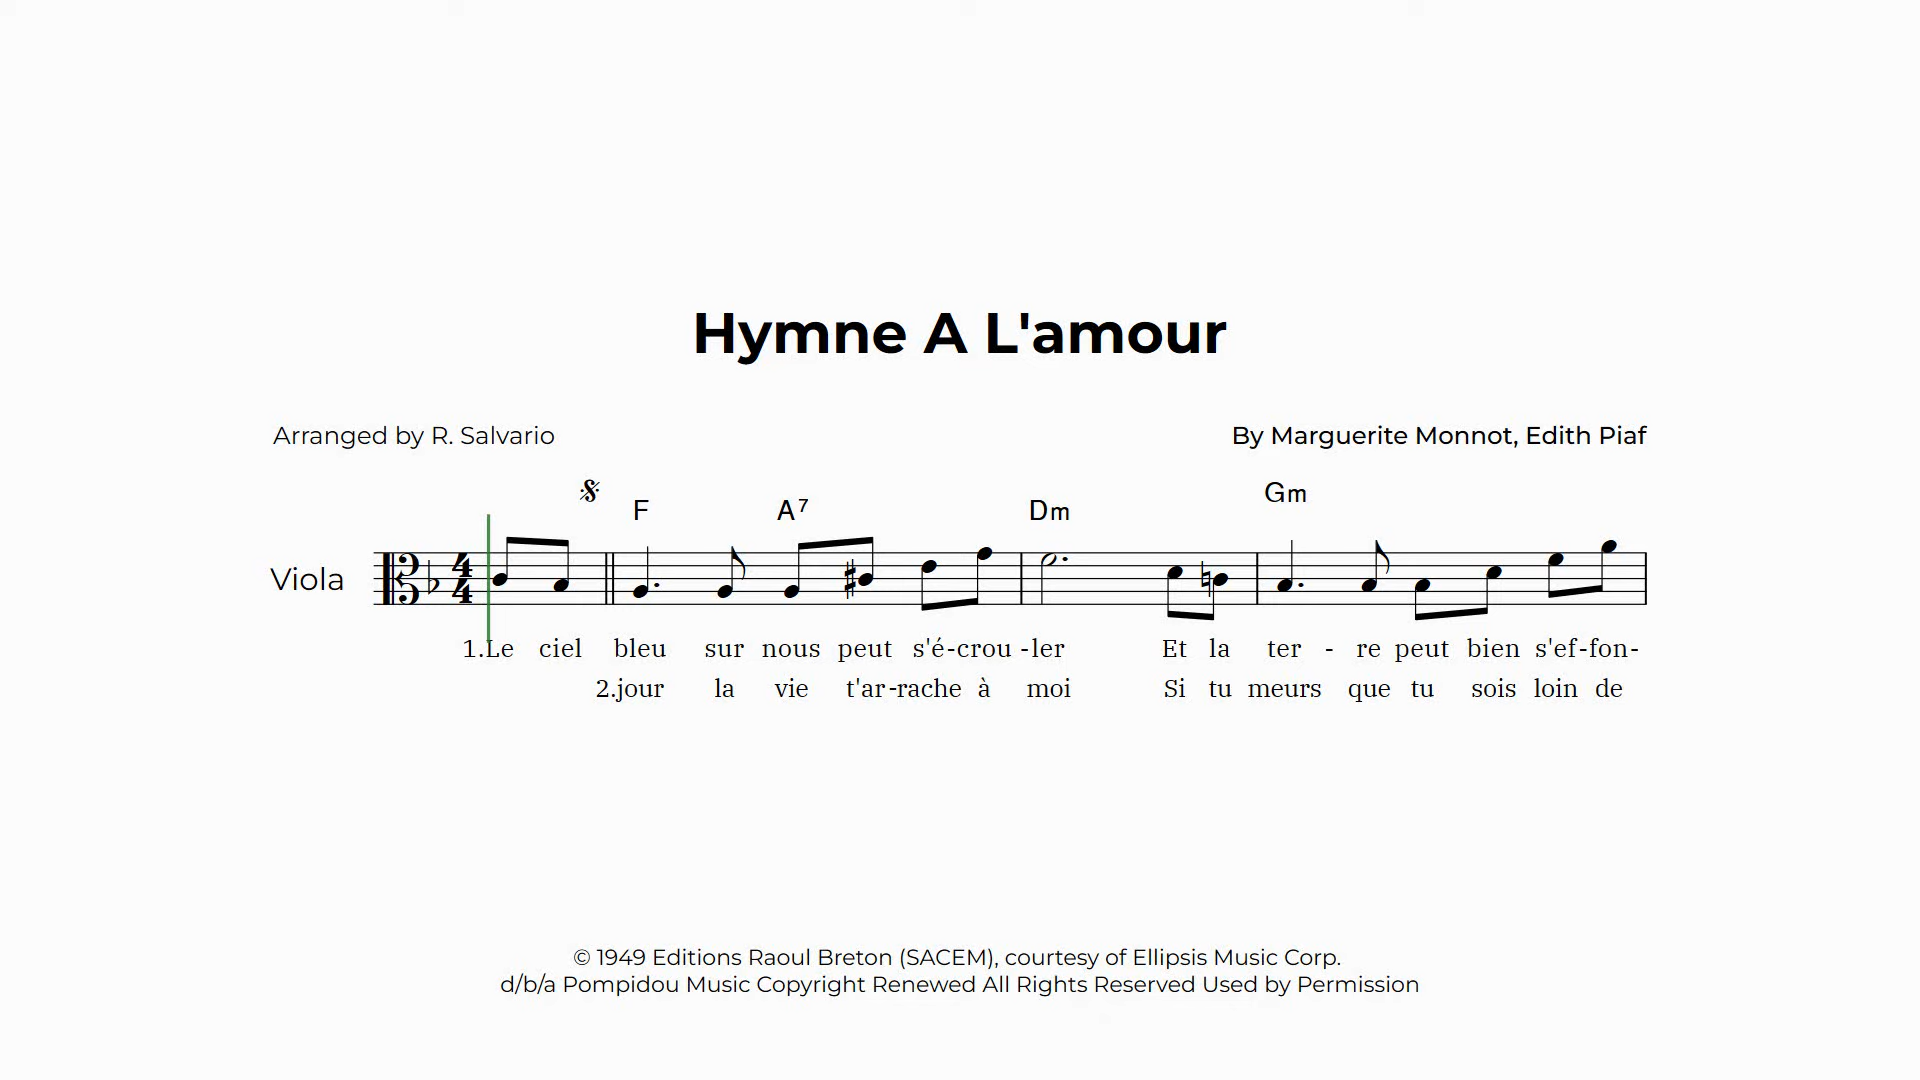 Hymne A L'amour
Arranged by R. Salvario
By Marguerite Monnot, Edith Piaf
F A7 Dm Gm
Viola
4/4
1.Le ciel bleu sur nous peut s'é-crou-ler Et la ter - re peut bien s'ef-fon-
2.jour la vie t'ar-rache à moi Si tu meurs que tu sois loin de
© 1949 Editions Raoul Breton (SACEM), courtesy of Ellipsis Music Corp.
d/b/a Pompidou Music Copyright Renewed All Rights Reserved Used by Permission